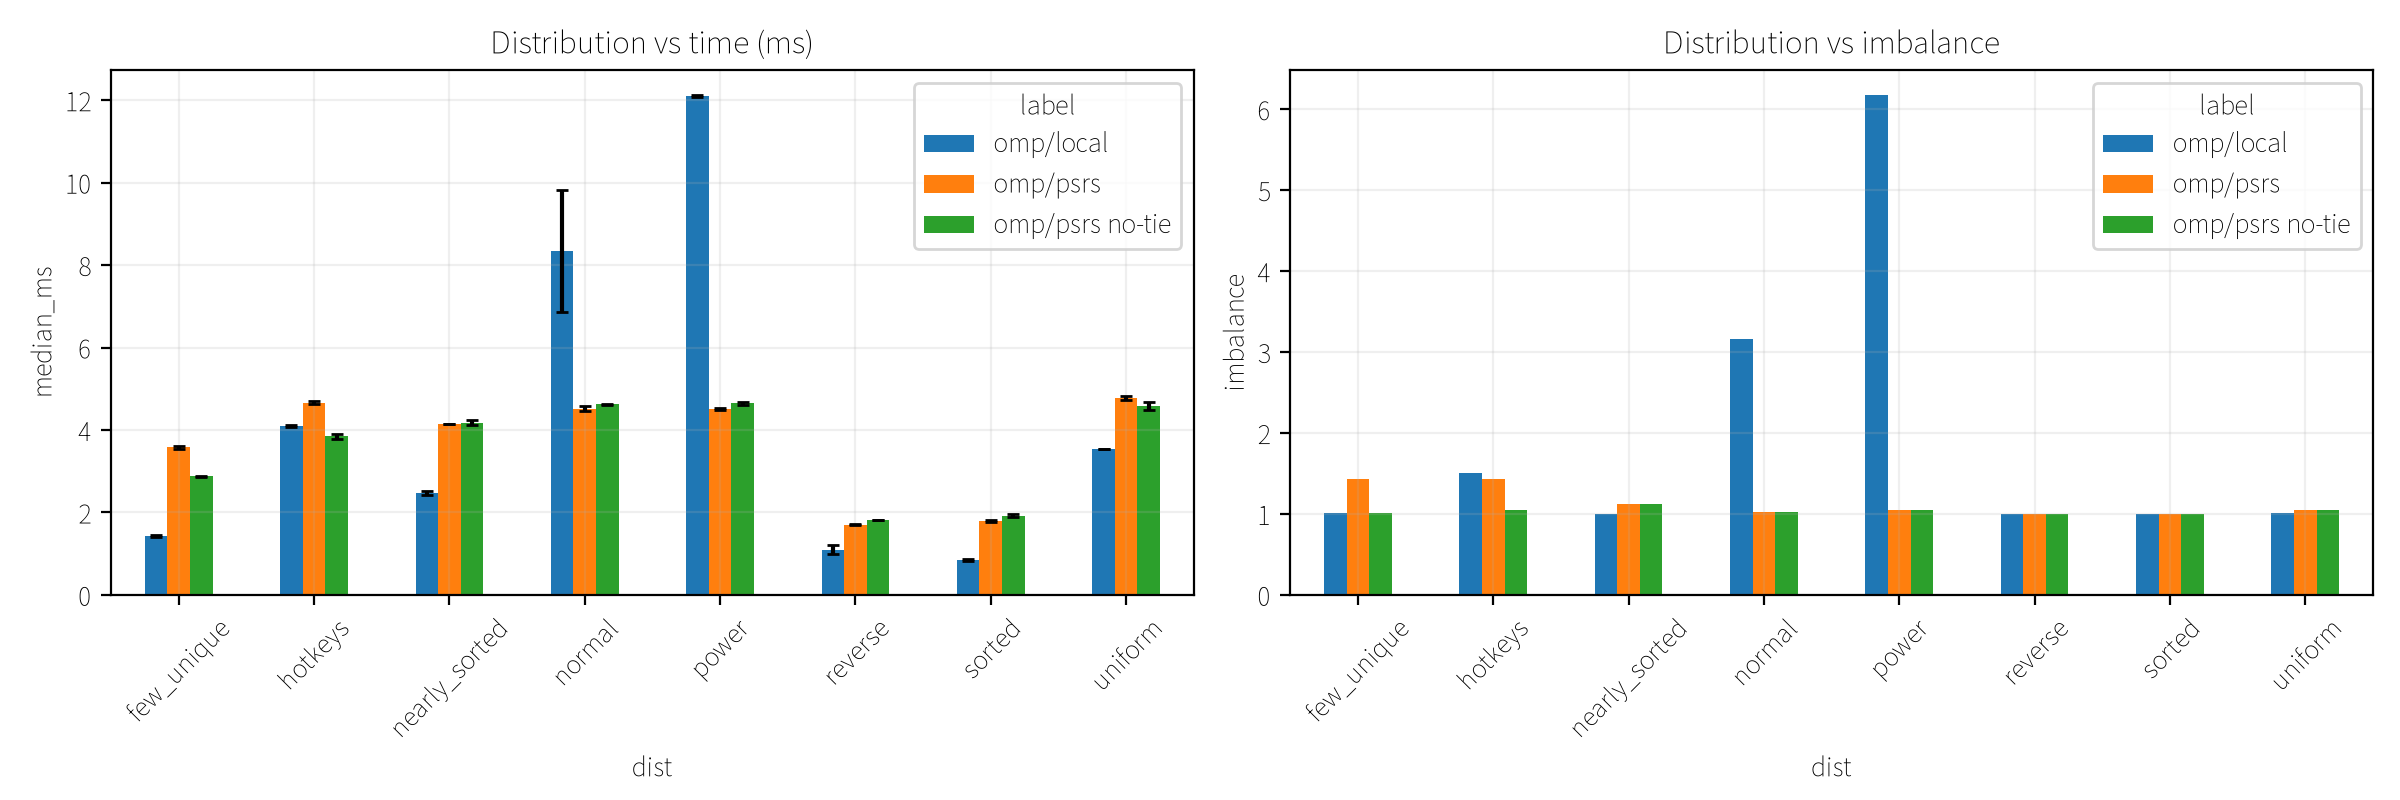 Distribution vs time (ms)
median_ms
12
10
8
6
4
2
0
label
omp/local
omp/psrs
omp/psrs no-tie
few_unique
hotkeys
nearly_sorted
normal
power
reverse
sorted
uniform
dist
Distribution vs imbalance
imbalance
6
5
4
3
2
1
0
label
omp/local
omp/psrs
omp/psrs no-tie
few_unique
hotkeys
nearly_sorted
normal
power
reverse
sorted
uniform
dist